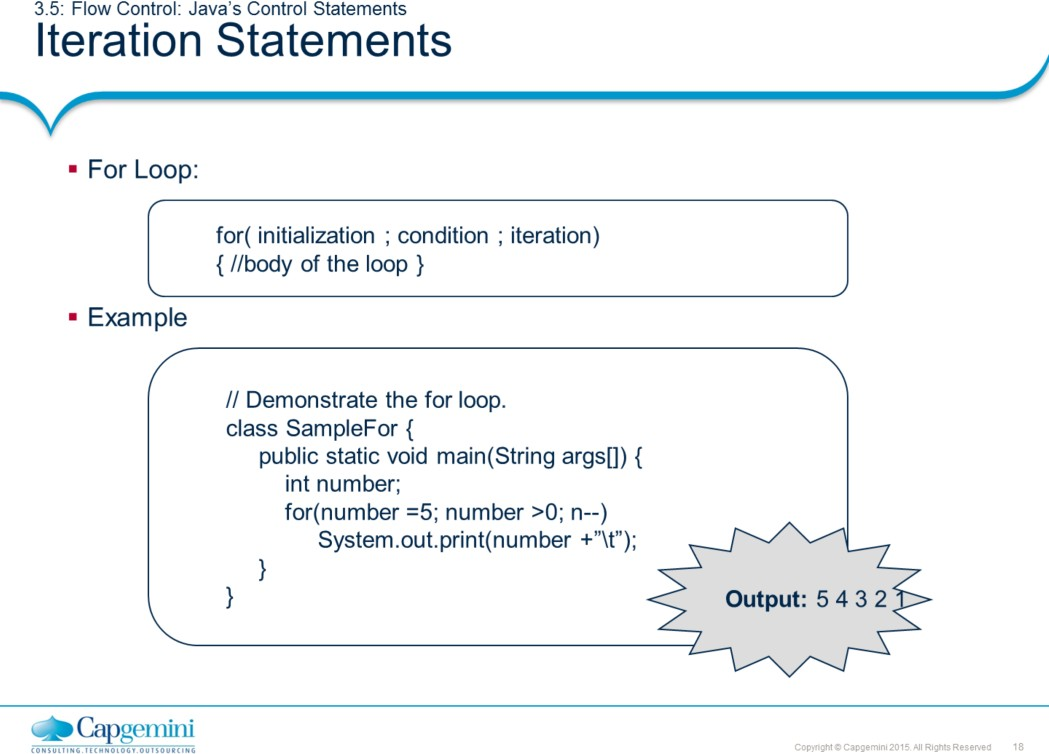 3.5: Flow Control: Java’s Control Statements
Iteration Statements
▪ For Loop:
for( initialization ; condition ; iteration)
{ //body of the loop }
▪ Example
// Demonstrate the for loop.
class SampleFor {
public static void main(String args[]) {
int number;
for(number =5; number >0; n--)
System.out.print(number +”\t”);
}
}
Output: 5 4 3 2 1
Capgemini
CONSULTING.TECHNOLOGY.OUTSOURCING
Copyright © Capgemini 2015. All Rights Reserved 18